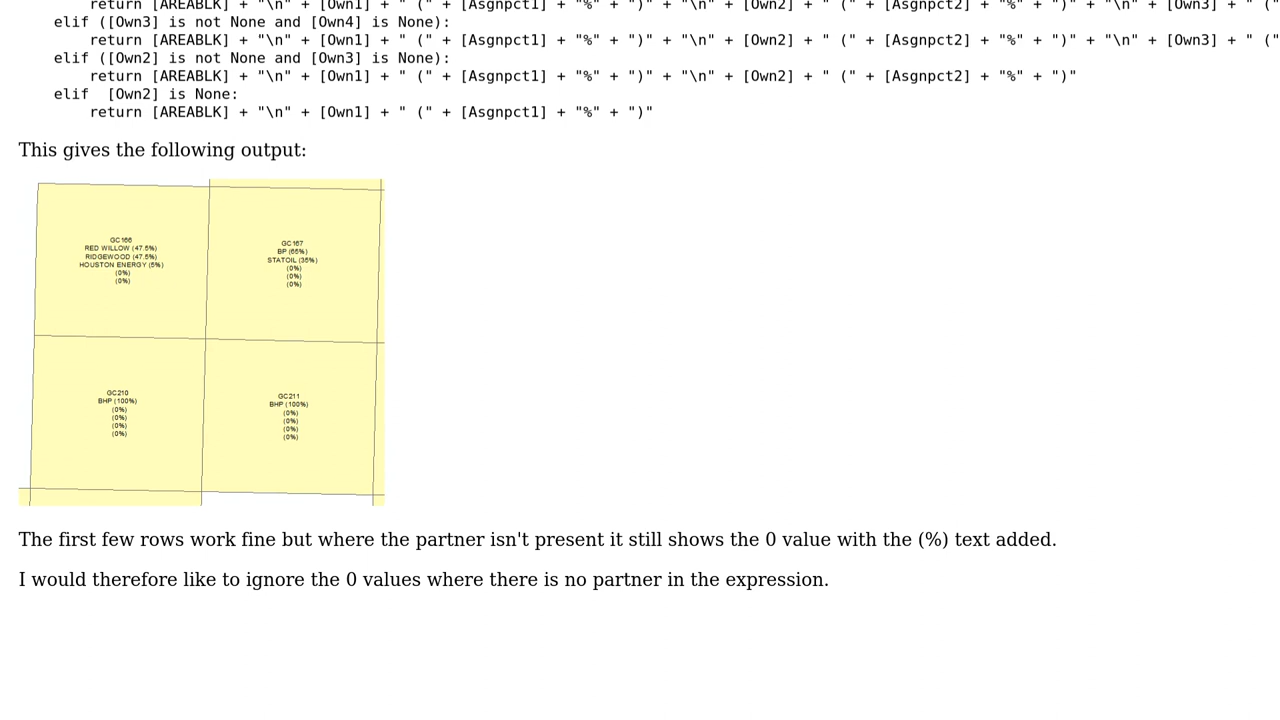 return [AREABLK] + "\n" + [Own1] + " (" + [Asgnpct1] + "%" + ")" + "\n" + [Own2] + " (" + [Asgnpct2] + "%" + ")" + "\n" + [Own3] + " ("
elif ([Own3] is not None and [Own4] is None):
return [AREABLK] + "\n" + [Own1] + " (" + [Asgnpct1] + "%" + ")" + "\n" + [Own2] + " (" + [Asgnpct2] + "%" + ")" + "\n" + [Own3] + " ("
elif ([Own2] is not None and [Own3] is None):
return [AREABLK] + "\n" + [Own1] + " (" + [Asgnpct1] + "%" + ")" + "\n" + [Own2] + " (" + [Asgnpct2] + "%" + ")"
elif  [Own2] is None:
return [AREABLK] + "\n" + [Own1] + " (" + [Asgnpct1] + "%" + ")"
This gives the following output:
GC166
RED WILLOW (47.5%)
RIDGEWOOD (47.5%)
HOUSTON ENERGY (5%)
(0%)
(0%)
GC167
BP (65%)
STATOIL (35%)
(0%)
(0%)
(0%)
GC210
BHP (100%)
(0%)
(0%)
(0%)
(0%)
GC211
BHP (100%)
(0%)
(0%)
(0%)
(0%)
The first few rows work fine but where the partner isn't present it still shows the 0 value with the (%) text added.
I would therefore like to ignore the 0 values where there is no partner in the expression.